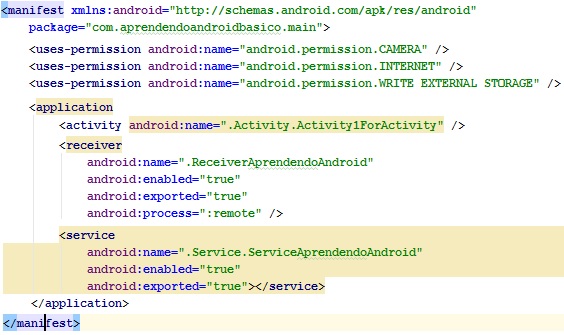 <manifest xmlns:android="http://schemas.android.com/apk/res/android"
package="com.aprendendoandroidbasico.main">
<uses-permission android:name="android.permission.CAMERA" />
<uses-permission android:name="android.permission.INTERNET" />
<uses-permission android:name="android.permission.WRITE EXTERNAL STORAGE" />
<application
<activity android:name=".Activity.Activity1ForActivity" />
<receiver
android:name=".ReceiverAprendendoAndroid"
android:enabled="true"
android:exported="true"
android:process=":remote" />
<service
android:name=".Service.ServiceAprendendoAndroid"
android:enabled="true"
android:exported="true"></service>
</application>
</manifest>